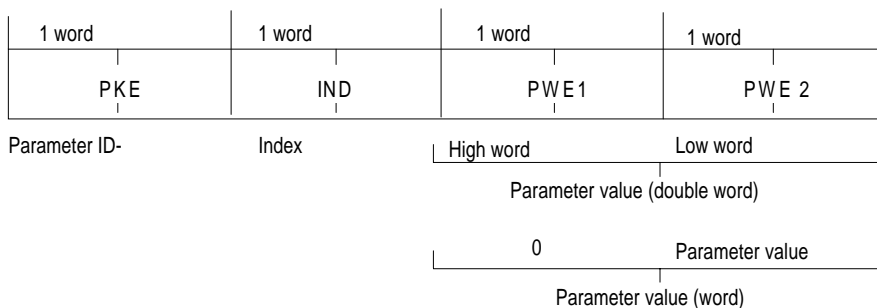 1 word 1 word 1 word 1 word
PKE IND PWE1 PWE 2
Parameter ID- Index High word Low word
Parameter value (double word)
0 Parameter value
Parameter value (word)